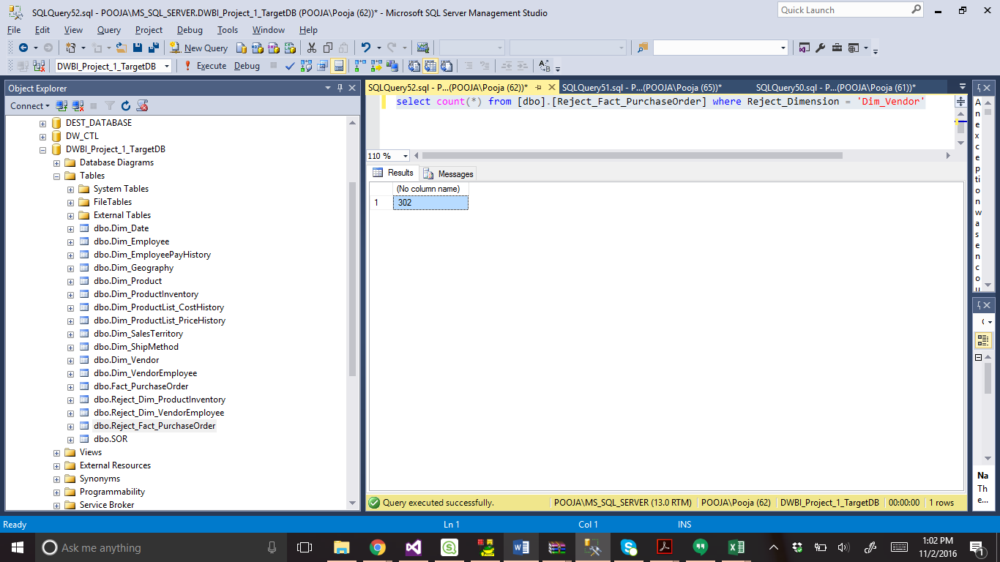 SQLQuery52.sql - POOJA\MS_SQL_SERVER.DWBI_Project_1_TargetDB (POOJA\Pooja (62))* - Microsoft SQL Server Management Studio
Quick Launch
File Edit View Query Project Debug Tools Window Help
New Query
DWBI_Project_1_TargetDB Execute Debug
Object Explorer
Connect
DEST_DATABASE
DW_CTL
DWBI_Project_1_TargetDB
Database Diagrams
Tables
System Tables
FileTables
External Tables
dbo.Dim_Date
dbo.Dim_Employee
dbo.Dim_EmployeePayHistory
dbo.Dim_Geography
dbo.Dim_Product
dbo.Dim_ProductInventory
dbo.Dim_ProductList_CostHistory
dbo.Dim_ProductList_PriceHistory
dbo.Dim_SalesTerritory
dbo.Dim_ShipMethod
dbo.Dim_Vendor
dbo.Dim_VendorEmployee
dbo.Fact_PurchaseOrder
dbo.Reject_Dim_ProductInventory
dbo.Reject_Dim_VendorEmployee
dbo.Reject_Fact_PurchaseOrder
dbo.SOR
Views
External Resources
Synonyms
Programmability
Service Broker
SQLQuery52.sql - P...(POOJA\Pooja (62))* SQLQuery51.sql - P...(POOJA\Pooja (65))* SQLQuery50.sql - P...(POOJA\Pooja (61))*
select count(*) from [dbo].[Reject_Fact_PurchaseOrder] where Reject_Dimension = 'Dim_Vendor'
110 %
Results Messages
(No column name)
1 302
Query executed successfully. POOJA\MS_SQL_SERVER (13.0 RTM) POOJA\Pooja (62) DWBI_Project_1_TargetDB 00:00:00 1 rows
A
n
e
x
c
e
p
ti
o
n
w
a
s
e
n
c
o
u
Na
Th
e...
Ready Ln 1 Col 1 INS
Ask me anything
1:02 PM
11/2/2016